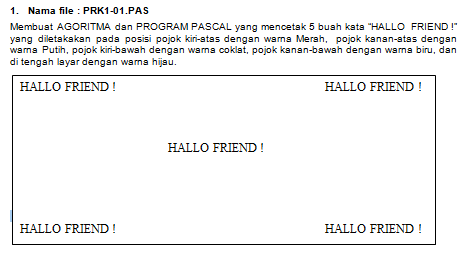 1. Nama file : PRK1-01.PAS
Membuat AGORITMA dan PROGRAM PASCAL yang mencetak 5 buah kata “HALLO FRIEND !”
yang diletakakan pada posisi pojok kiri-atas dengan warna Merah, pojok kanan-atas dengan
warna Putih, pojok kiri-bawah dengan warna coklat, pojok kanan-bawah dengan warna biru, dan
di tengah layar dengan warna hijau.
HALLO FRIEND ! HALLO FRIEND !
HALLO FRIEND !
HALLO FRIEND ! HALLO FRIEND !